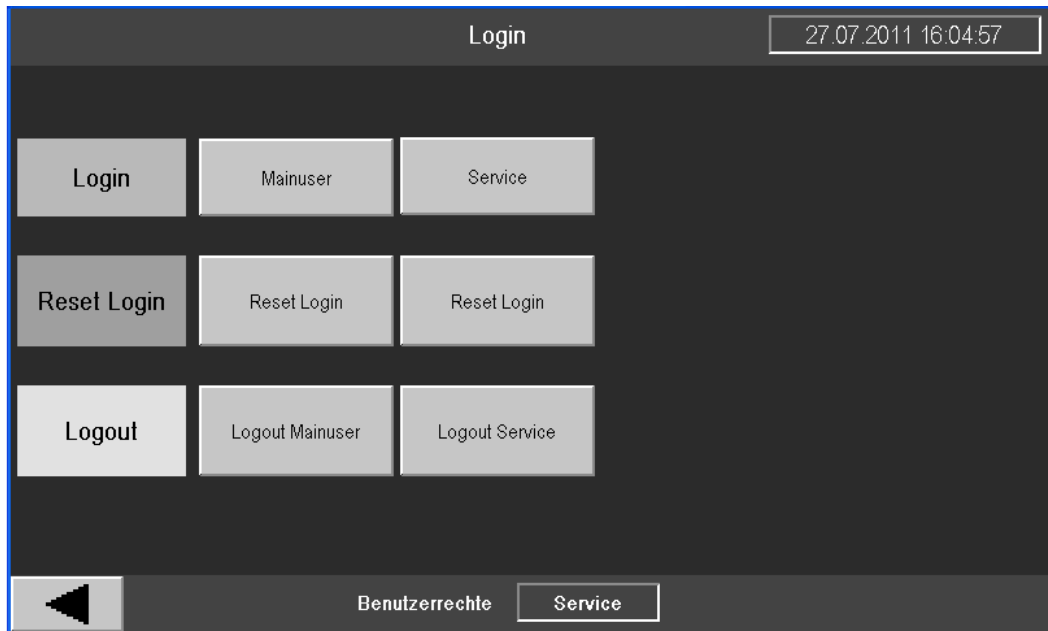 Login
27.07.2011 16:04:57
Login
Mainuser
Service
Reset Login
Reset Login
Reset Login
Logout
Logout Mainuser
Logout Service
Benutzerrechte
Service